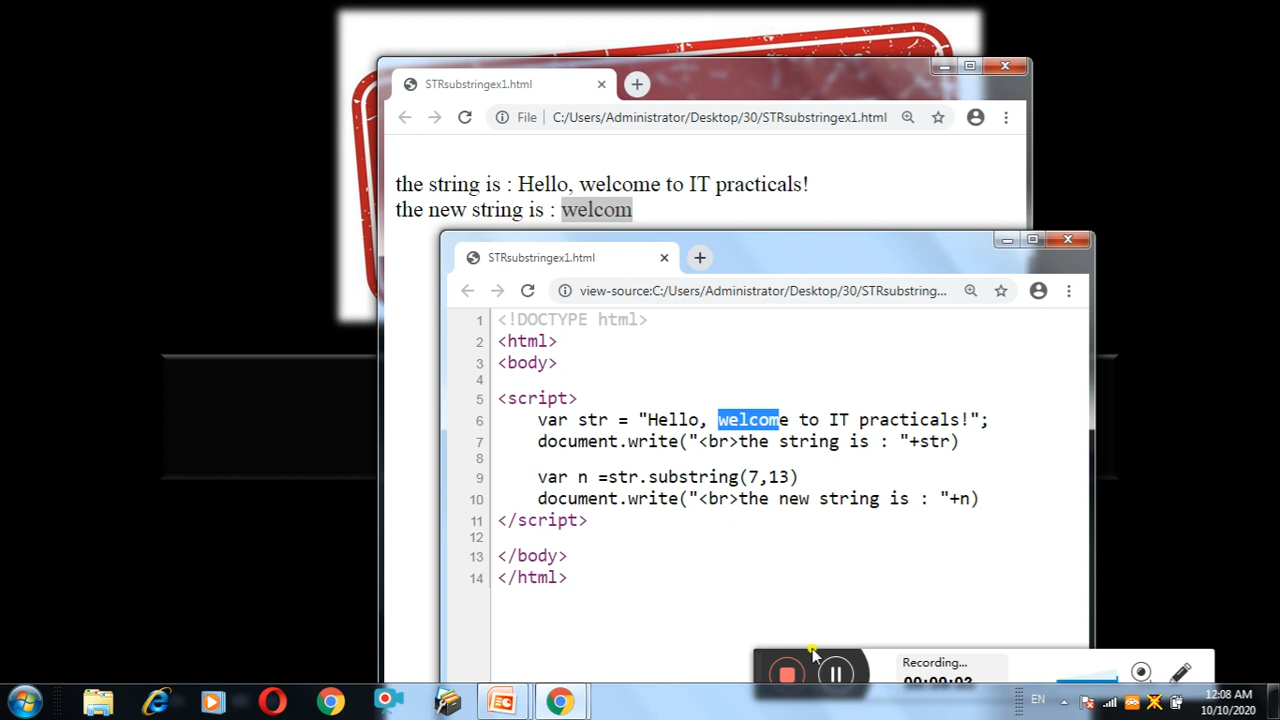 STRsubstringex1.html
File C:/Users/Administrator/Desktop/30/STRsubstringex1.html
the string is : Hello, welcome to IT practicals!
the new string is : welcom
STRsubstringex1.html
view-source:C:/Users/Administrator/Desktop/30/STRsubstring...
1 <!DOCTYPE html>
2 <html>
3 <body>
4
5 <script>
6 var str = "Hello, welcome to IT practicals!";
7 document.write("<br>the string is : "+str)
8
9 var n =str.substring(7,13)
10 document.write("<br>the new string is : "+n)
11 </script>
12
13 </body>
14 </html>
Recording...
EN
12:08 AM
10/10/2020